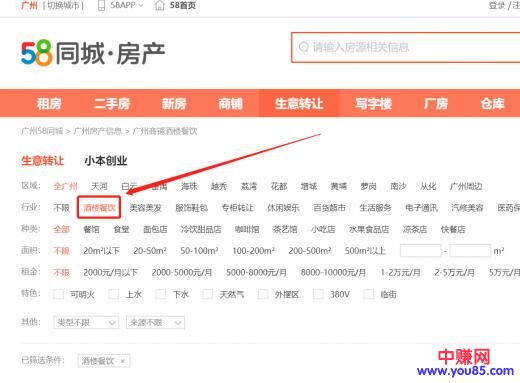 广州 [切换城市] 58APP 58首页 登录 / 注
58同城·房产 请输入房源相关信息
租房 二手房 新房 商铺 生意转让 写字楼 厂房 仓库
广州58同城 > 广州房产信息 > 广州商铺酒楼餐饮
生意转让 小本创业
区域: 全广州 天河 白云 番禺 海珠 越秀 荔湾 花都 增城 黄埔 萝岗 南沙 从化 广州周边
行业: 不限 酒楼餐饮 美容美发 服饰鞋包 专柜转让 休闲娱乐 百货超市 生活服务 电子通讯 汽修美容 医药保
种类: 全部 餐馆 食堂 面包店 冷饮甜品店 咖啡馆 茶艺馆 小吃店 水果食品店 凉茶店 快餐店
面积: 不限 20m²以下 20-50m² 50-100m² 100-200m² 200-500m² 500m²以上 - m²
租金: 不限 2000元/月以下 2000-5000元/月 5000-8000元/月 8000-10000元/月 1-2万元/月 2-5万元/月 5万元
特色: 可明火 上水 下水 天然气 外摆区 380V 临街
其他: 类型不限 来源不限
已筛选条件: 酒楼餐饮 ×
中赚网
www.you85.com